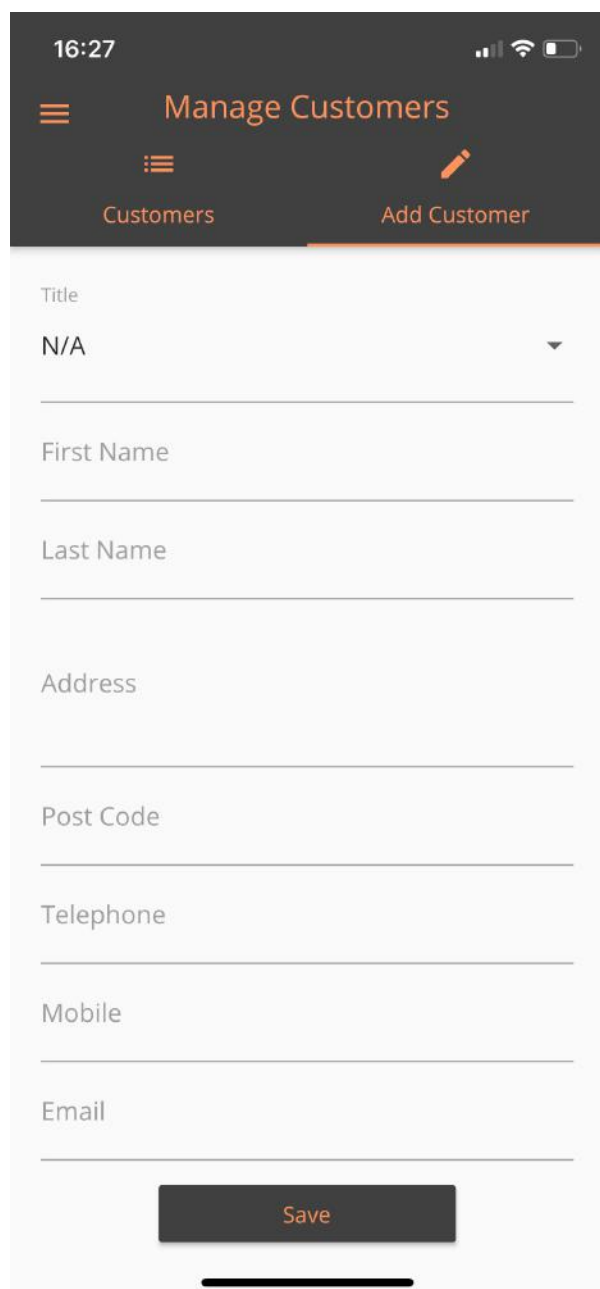 16:27
Manage Customers
Customers
Add Customer
Title
N/A
First Name
Last Name
Address
Post Code
Telephone
Mobile
Email
Save